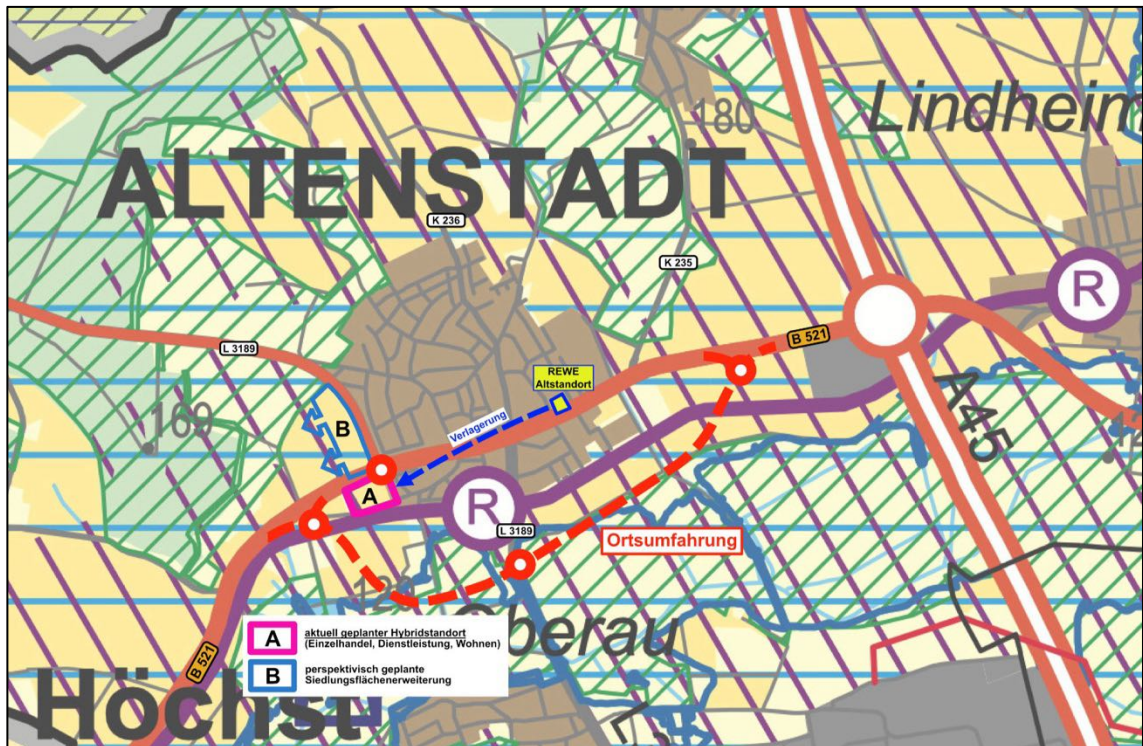 180
Lindheim
ALTENSTADT
K 236
K 235
R
B 521
L 3189
REWE
Altstandort
169
B
Verlagerung
A45
A
R
L 3189
Ortsumfahrung
Oberau
A
aktuell geplanter Hybridstandort
(Einzelhandel, Dienstleistung, Wohnen)
B
perspektivisch geplante
Siedlungsflächenerweiterung
B 521
Höchst